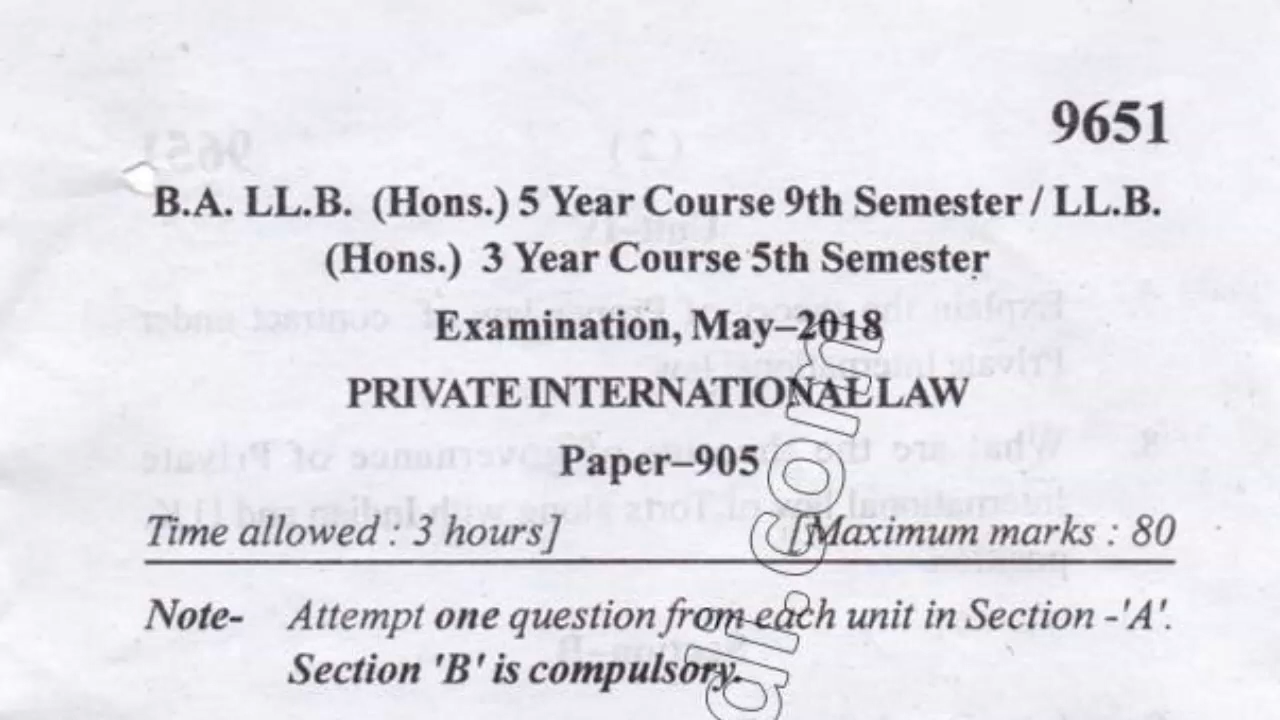 9651
B.A. LL.B. (Hons.) 5 Year Course 9th Semester / LL.B.
(Hons.) 3 Year Course 5th Semester
Examination, May–2018
PRIVATE INTERNATIONAL LAW
Paper–905
Time allowed : 3 hours] [Maximum marks : 80
Note- Attempt one question from each unit in Section -'A'.
Section 'B' is compulsory.